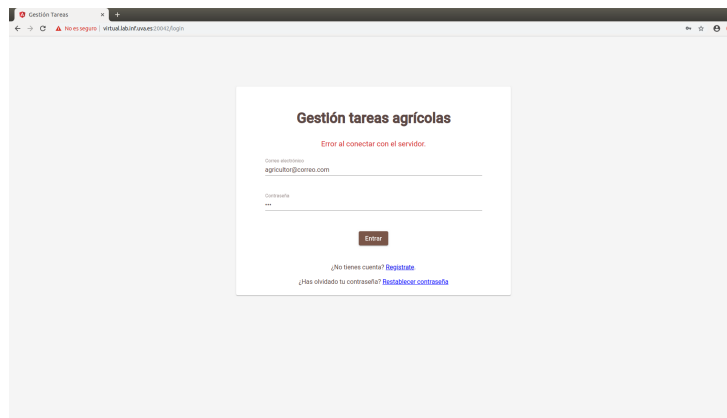 Gestión Tareas
No es seguro | virtual.lab.inf.uva.es:20042/login
Gestión tareas agrícolas
Error al conectar con el servidor.
Correo electrónico
agricultor@correo.com
Contraseña
•••
Entrar
¿No tienes cuenta? Regístrate.
¿Has olvidado tu contraseña? Restablecer contraseña